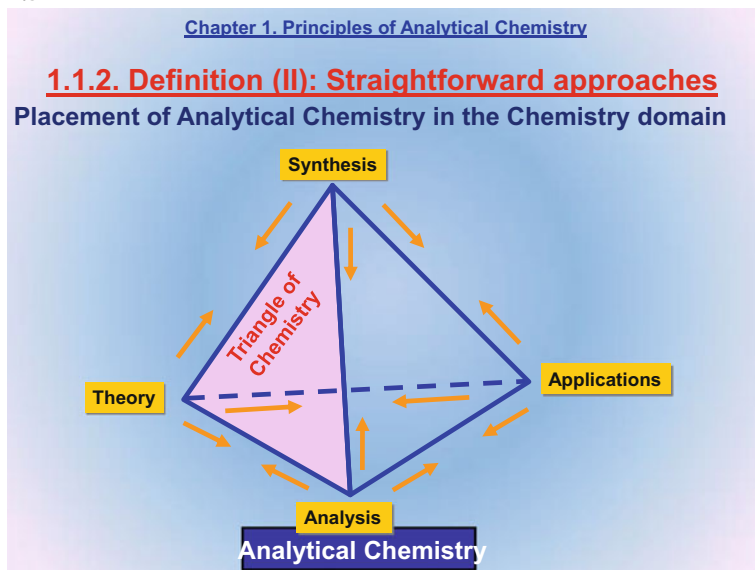 Chapter 1. Principles of Analytical Chemistry
1.1.2. Definition (II): Straightforward approaches
Placement of Analytical Chemistry in the Chemistry domain
Synthesis
Triangle of
Chemistry
Theory
Applications
Analysis
Analytical Chemistry